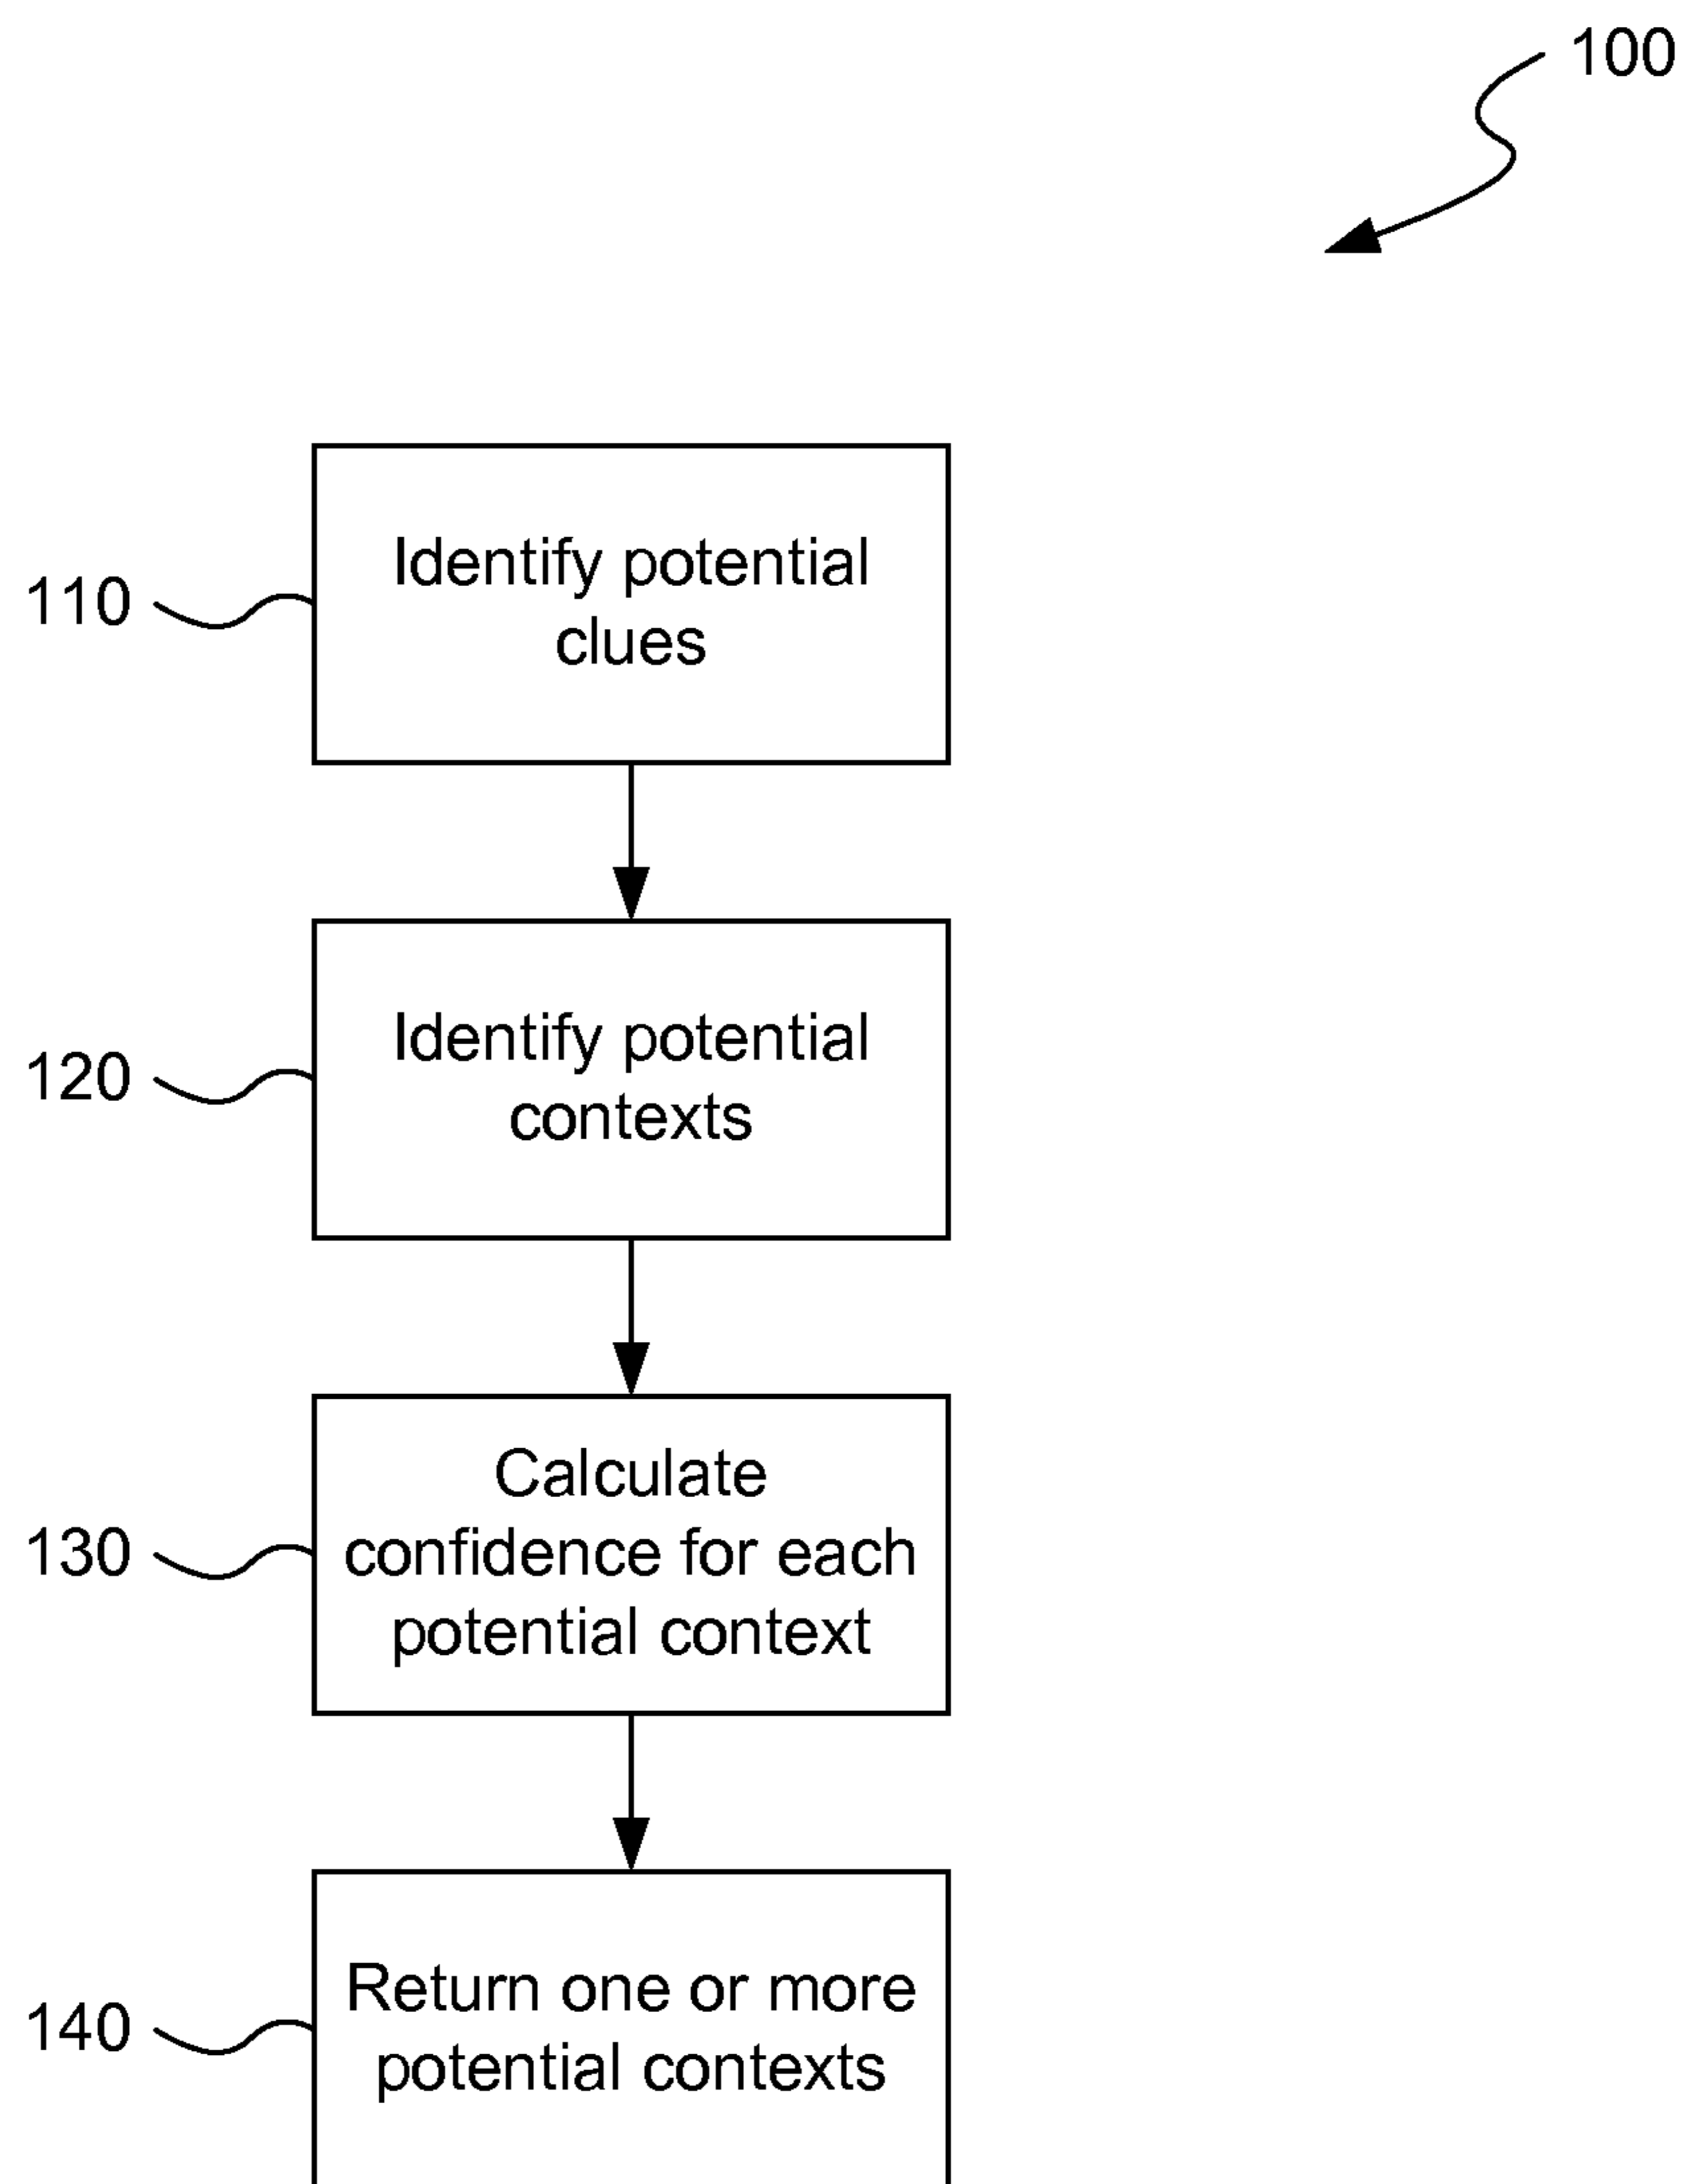 100
110
Identify potential
clues
120
Identify potential
contexts
130
Calculate
confidence for each
potential context
140
Return one or more
potential contexts